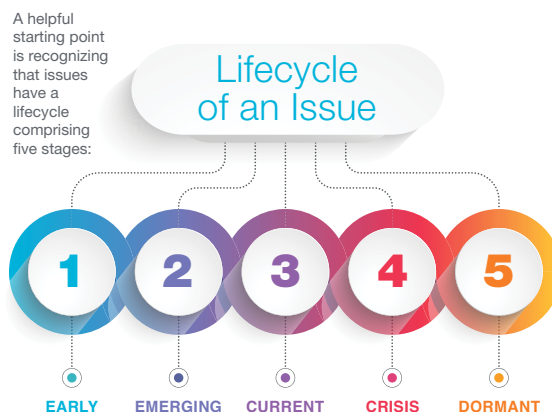 A helpful
starting point
is recognizing
that issues
have a
lifecycle
comprising
five stages:
Lifecycle
of an Issue
1 2 3 4 5
EARLY EMERGING CURRENT CRISIS DORMANT